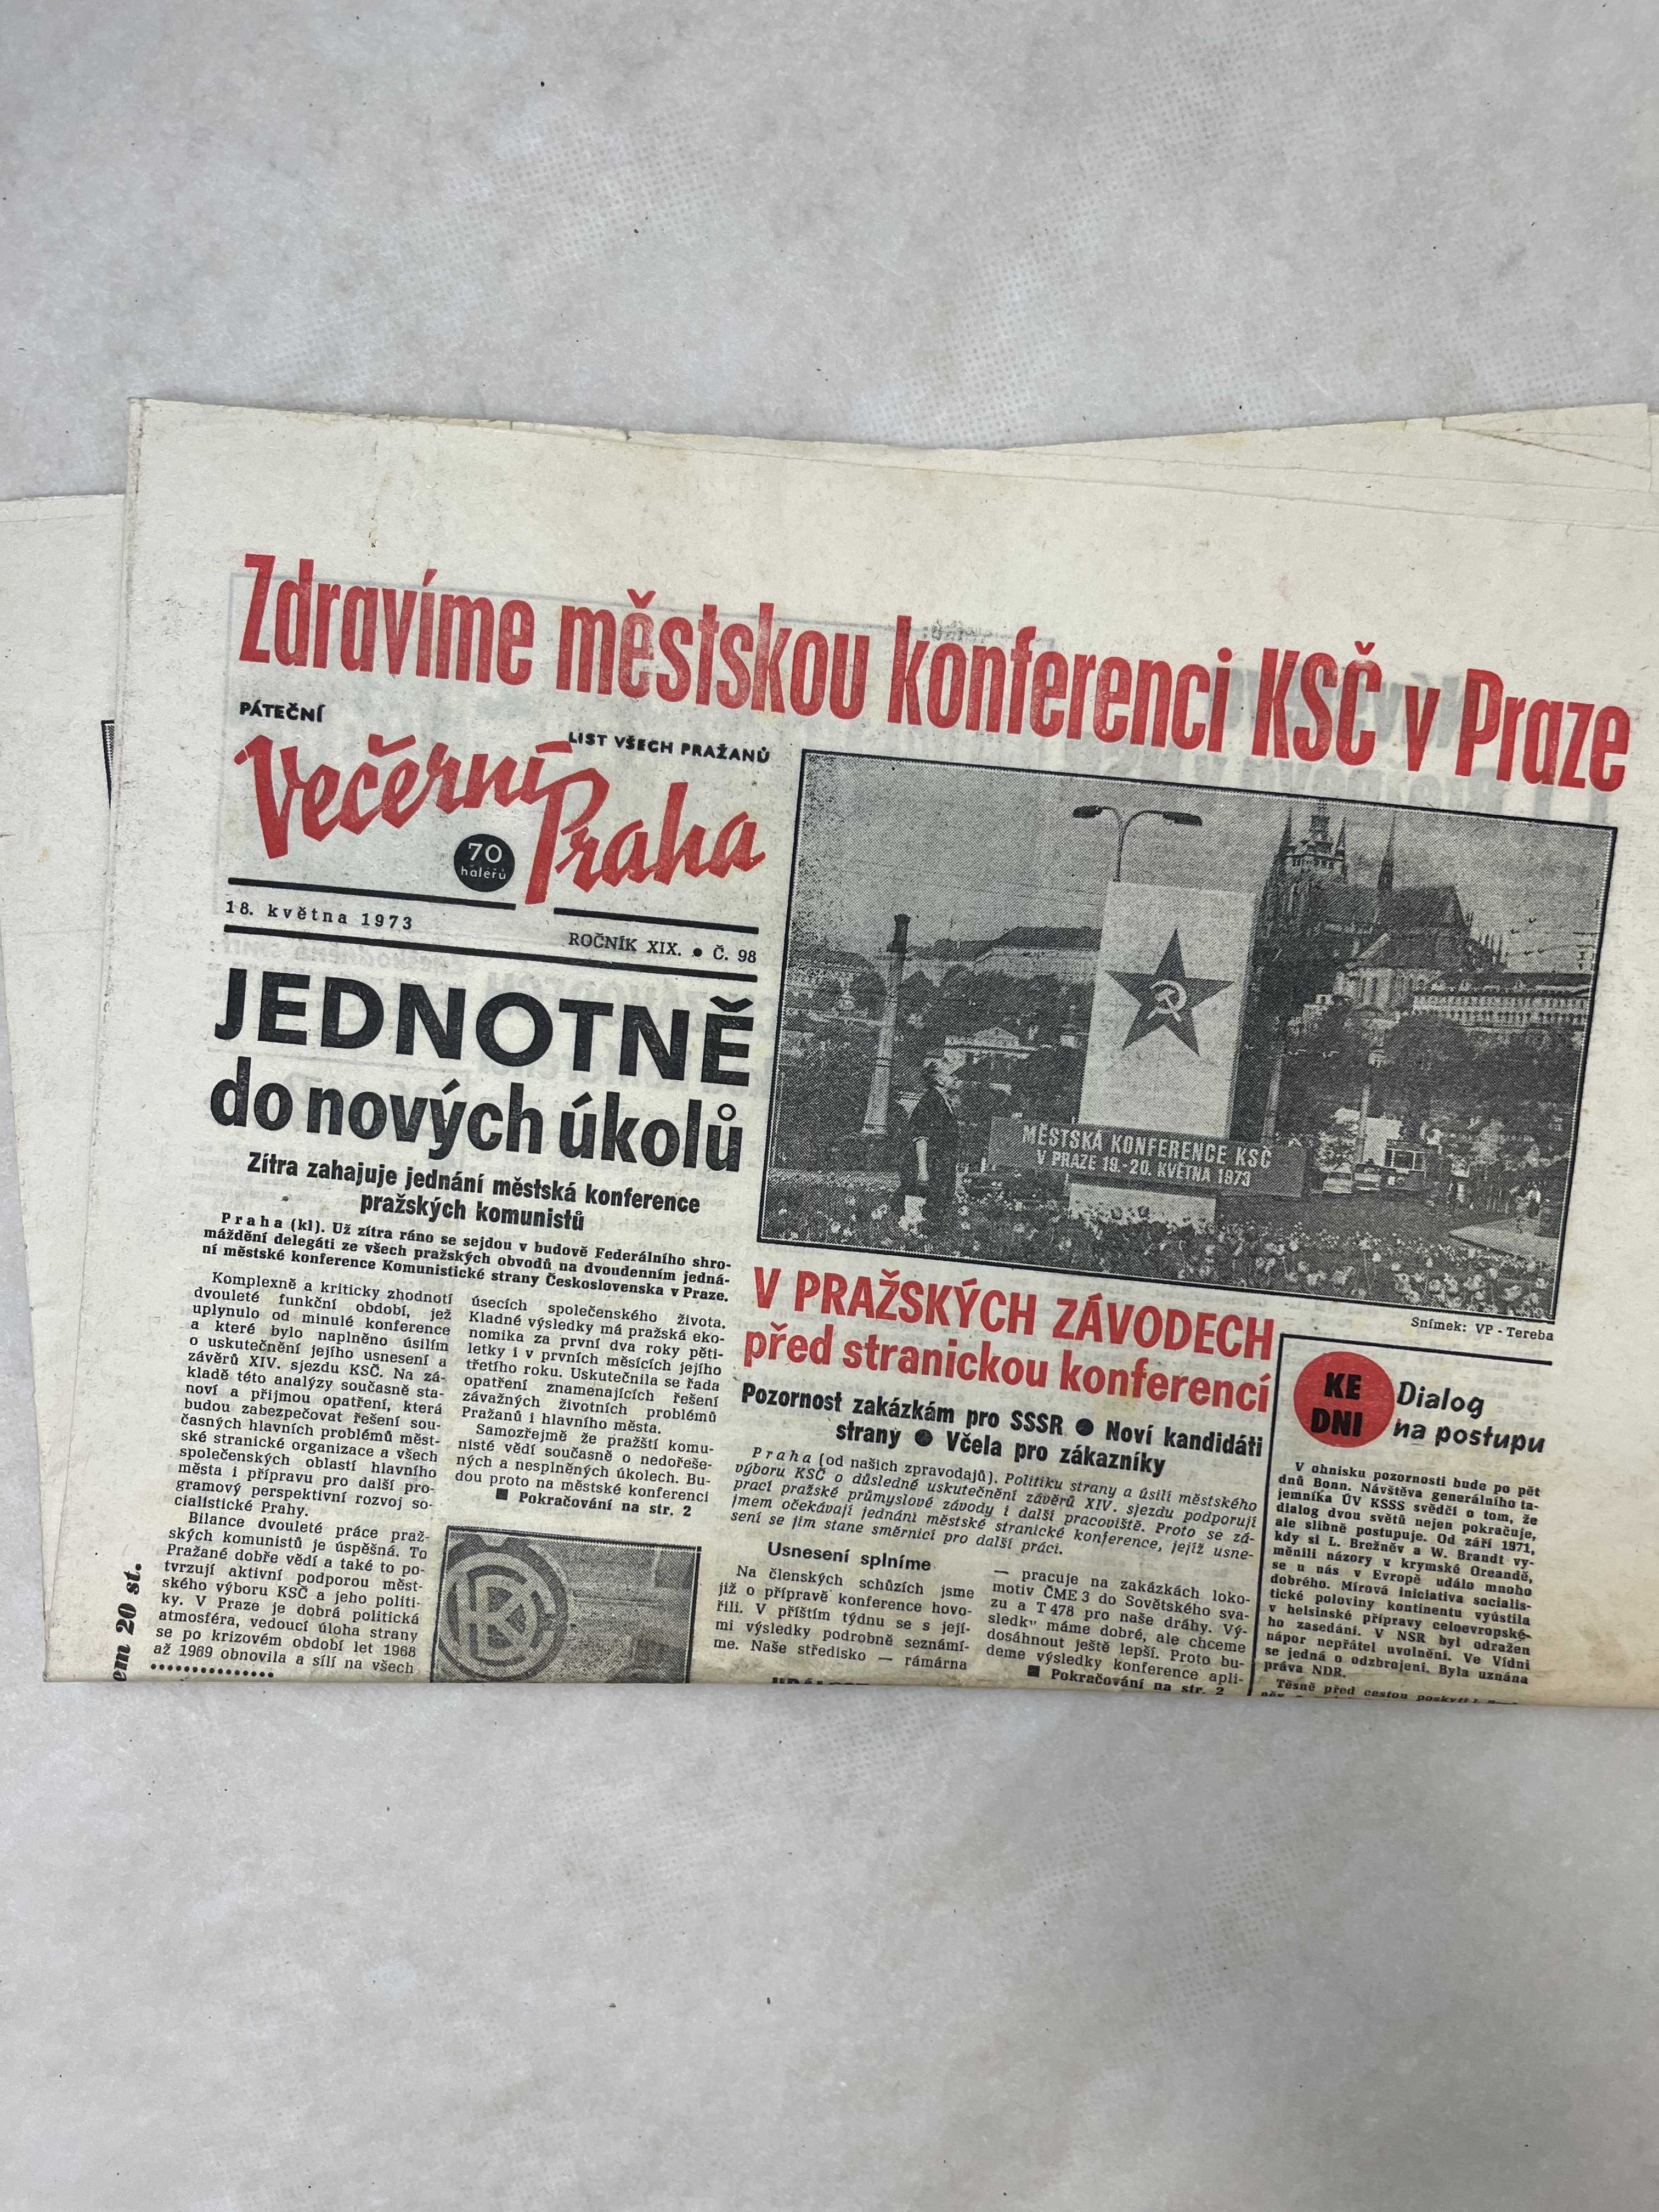 Zdravíme městskou konferenci KSČ v Praze
PÁTEČNÍ
LIST VŠECH PRAŽANŮ
Večerní
Praha
70
haléřů
18. května 1973
ROČNÍK XIX. ● Č. 98
JEDNOTNĚ
do nových úkolů
Zítra zahajuje jednání městská konference
pražských komunistů
Praha (kl). Už zítra ráno se sejdou v budově Federálního shro-
máždění delegáti ze všech pražských obvodů na dvoudenním jedná-
ní městské konference Komunistické strany Československa v Praze.
Komplexně a kriticky zhodnotí
dvouleté funkční období, jež
uplynulo od minulé konference
a které bylo naplněno úsilím
o uskutečnění jejího usnesení a
závěrů XIV. sjezdu KSČ. Na zá-
kladě této analýzy současně sta-
noví a přijmou opatření, která
budou zabezpečovat řešení sou-
časných hlavních problémů měst-
ské stranické organizace a všech
společenských oblastí hlavního
města i přípravu pro další pro-
gramový perspektivní rozvoj so-
cialistické Prahy.
Bilance dvouleté práce praž-
ských komunistů je úspěšná. To
Pražané dobře vědí a také to po-
tvrzují aktivní podporou měst-
ského výboru KSČ a jeho politi-
ky. V Praze je dobrá politická
atmosféra, vedoucí úloha strany
se po krizovém období let 1968
až 1969 obnovila a sílí na všech
úsecích společenského života.
Kladné výsledky má pražská eko-
nomika za první dva roky pěti-
letky i v prvních měsících jejího
třetího roku. Uskutečnila se řada
opatření znamenajících řešení
závažných životních problémů
Pražanů i hlavního města.
Samozřejmě že pražští komu-
nisté vědí současně o nedořeše-
ných a nesplněných úkolech. Bu-
dou proto na městské konferenci
■ Pokračování na str. 2
MĚSTSKÁ KONFERENCE KSČ
V PRAZE 19.-20. KVĚTNA 1973
Snímek: VP - Tereba
V PRAŽSKÝCH ZÁVODECH
před stranickou konferencí
Pozornost zakázkám pro SSSR ● Noví kandidáti
strany ● Včela pro zákazníky
Praha (od našich zpravodajů). Politiku strany a úsilí městského
výboru KSČ o důsledné uskutečnění závěrů XIV. sjezdu podporují
prací pražské průmyslové závody i další pracoviště. Proto se zá-
jmem očekávají jednání městské stranické konference, jejíž usne-
sení se jim stane směrnicí pro další práci.
Usnesení splníme
Na členských schůzích jsme
již o přípravě konference hovo-
řili. V příštím týdnu se s její-
mi výsledky podrobně seznámí-
me. Naše středisko — rámárna
— pracuje na zakázkách loko-
motiv ČME 3 do Sovětského sva-
zu a T 478 pro naše dráhy. Vý-
sledk" máme dobré, ale chceme
dosáhnout ještě lepší. Proto bu-
deme výsledky konference apli-
■ Pokračování na str. 2
KE
DNI
Dialog
na postupu
V ohnisku pozornosti bude po pět
dnů Bonn. Návštěva generálního ta-
jemníka ÚV KSSS svědčí o tom, že
dialog dvou světů nejen pokračuje,
ale slibně postupuje. Od září 1971,
kdy si L. Brežněv a W. Brandt vy-
měnili názory v krymské Oreandě,
se u nás v Evropě událo mnoho
dobrého. Mírová iniciativa socialis-
tické poloviny kontinentu vyústila
v helsinské přípravy celoevropské-
ho zasedání. V NSR byl odražen
nápor nepřátel uvolnění. Ve Vídni
se jedná o odzbrojení. Byla uznána
práva NDR.
Těsně před cestou
em 20 st.